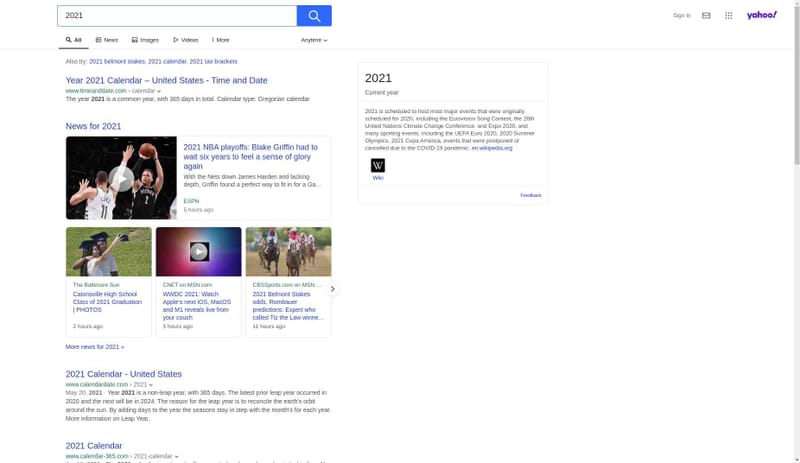 2021
Sign in
yahoo!
All
News
Images
Videos
More
Anytime
Also try: 2021 belmont stakes, 2021 calendar, 2021 tax brackets
Year 2021 Calendar – United States - Time and Date
www.timeanddate.com › calendar
The year 2021 is a common year, with 365 days in total. Calendar type: Gregorian calendar
News for 2021
2021 NBA playoffs: Blake Griffin had to
wait six years to feel a sense of glory
again
With the Nets down James Harden and lacking
depth, Griffin found a perfect way to fit in for a Ga...
ESPN
5 hours ago
The Baltimore Sun
Catonsville High School
Class of 2021 Graduation
| PHOTOS
2 hours ago
CNET on MSN.com
WWDC 2021: Watch
Apple's next iOS, MacOS
and M1 reveals live from
your couch
5 hours ago
CBSSports.com on MSN...
2021 Belmont Stakes
odds, Rombauer
predictions: Expert who
called Tiz the Law winne...
11 hours ago
More news for 2021 »
2021 Calendar - United States
www.calendardate.com › 2021
May 20, 2021 · Year 2021 is a non-leap year, with 365 days. The latest prior leap year occurred in
2020 and the next will be in 2024. The reason for the leap year is to reconcile the earth's orbit
around the sun. By adding days to the year the seasons stay in step with the month's for each year.
More information on Leap Year.
2021 Calendar
www.calendar-365.com › 2021-calendar
2021
Current year
2021 is scheduled to host most major events that were originally
scheduled for 2020, including the Eurovision Song Contest, the 26th
United Nations Climate Change Conference, and Expo 2020, and
many sporting events, including the UEFA Euro 2020, 2020 Summer
Olympics, 2021 Copa América, events that were postponed or
cancelled due to the COVID-19 pandemic. en.wikipedia.org
W
Wiki
Feedback